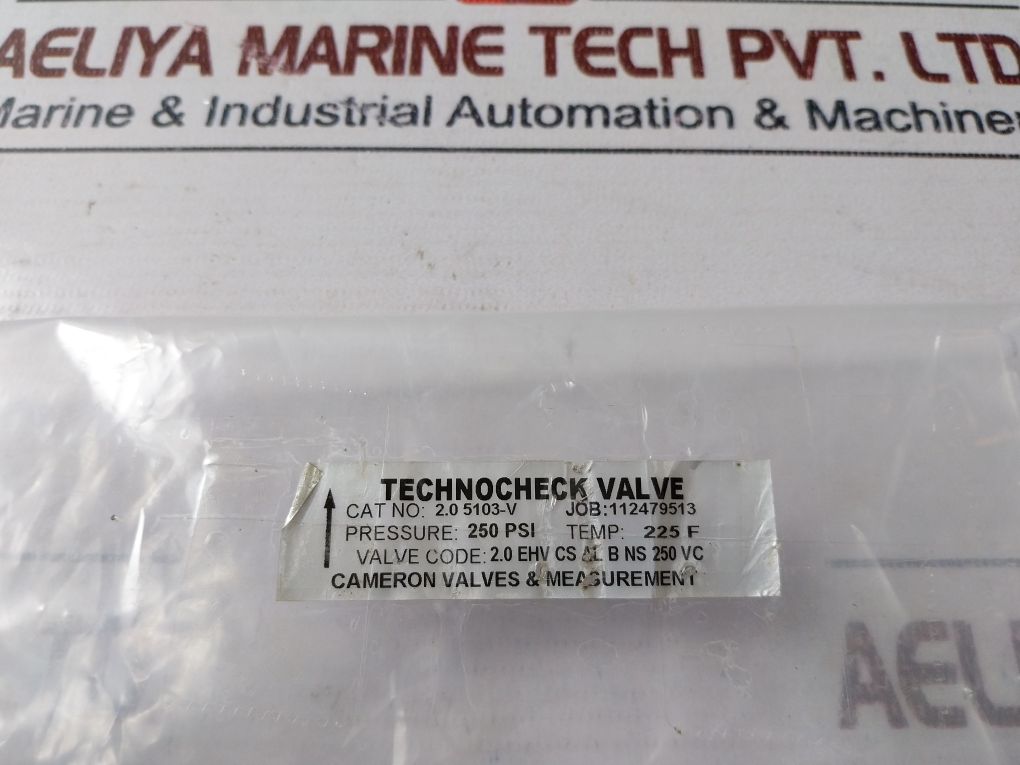 AELIYA MARINE TECH PVT. LTD
Marine & Industrial Automation & Machiner
TECHNOCHECK VALVE
CAT NO: 2.0 5103-V JOB:112479513
PRESSURE: 250 PSI TEMP: 225 F
VALVE CODE: 2.0 EHV CS AL B NS 250 VC
CAMERON VALVES & MEASUREMENT
AELI